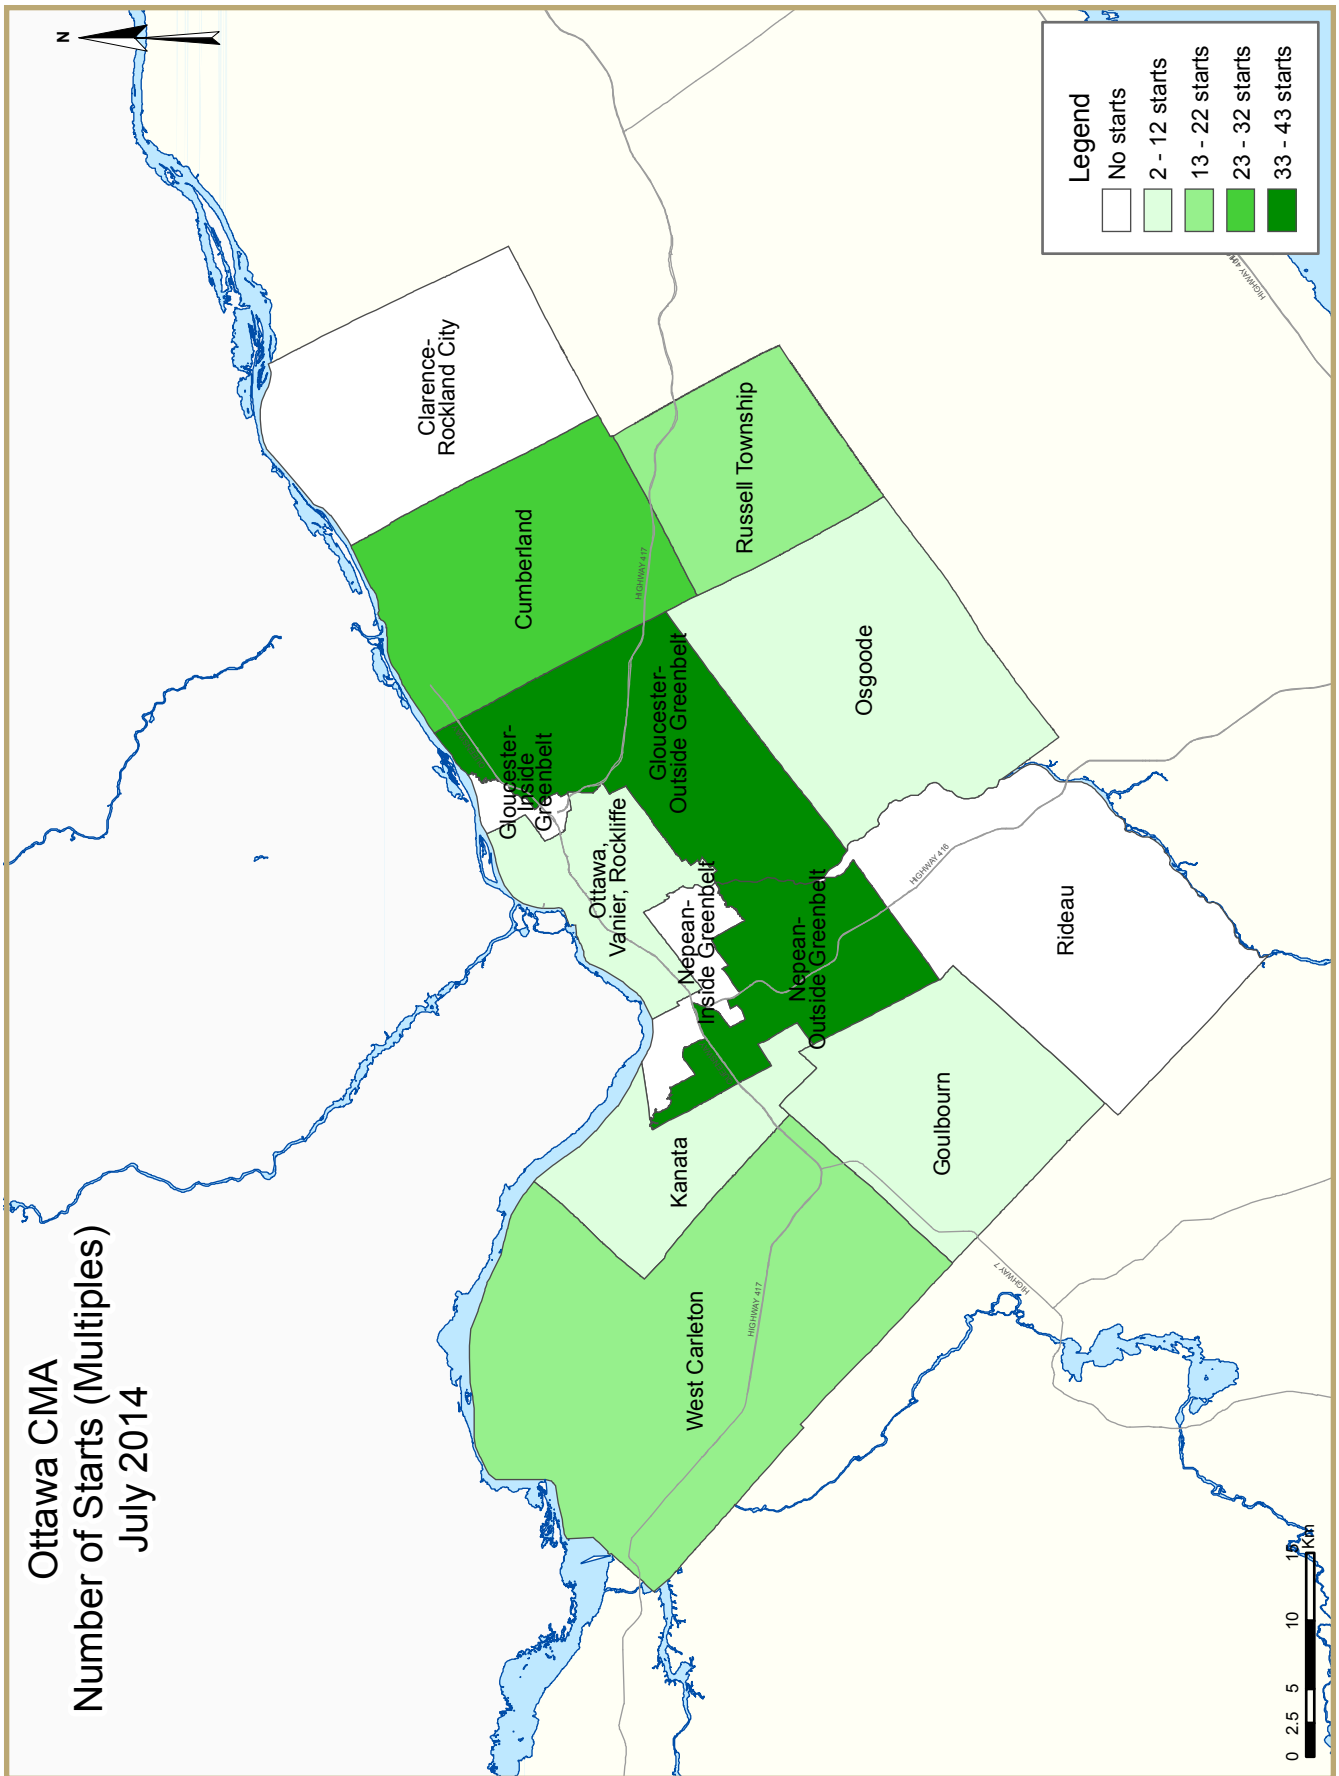 Ottawa CMA
Number of Starts (Multiples)
July 2014
N
Clarence-
Rockland City
Cumberland
Russell Township
HIGHWAY 417
Gloucester-
Inside
Greenbelt
Gloucester-
Outside Greenbelt
Osgoode
Ottawa,
Vanier, Rockliffe
Nepean-
Inside Greenbelt
Nepean-
Outside Greenbelt
HIGHWAY 416
Rideau
Kanata
Goulbourn
West Carleton
HIGHWAY 417
HIGHWAY 7
Legend
No starts
2 - 12 starts
13 - 22 starts
23 - 32 starts
33 - 43 starts
0 2.5 5 10 15
Km